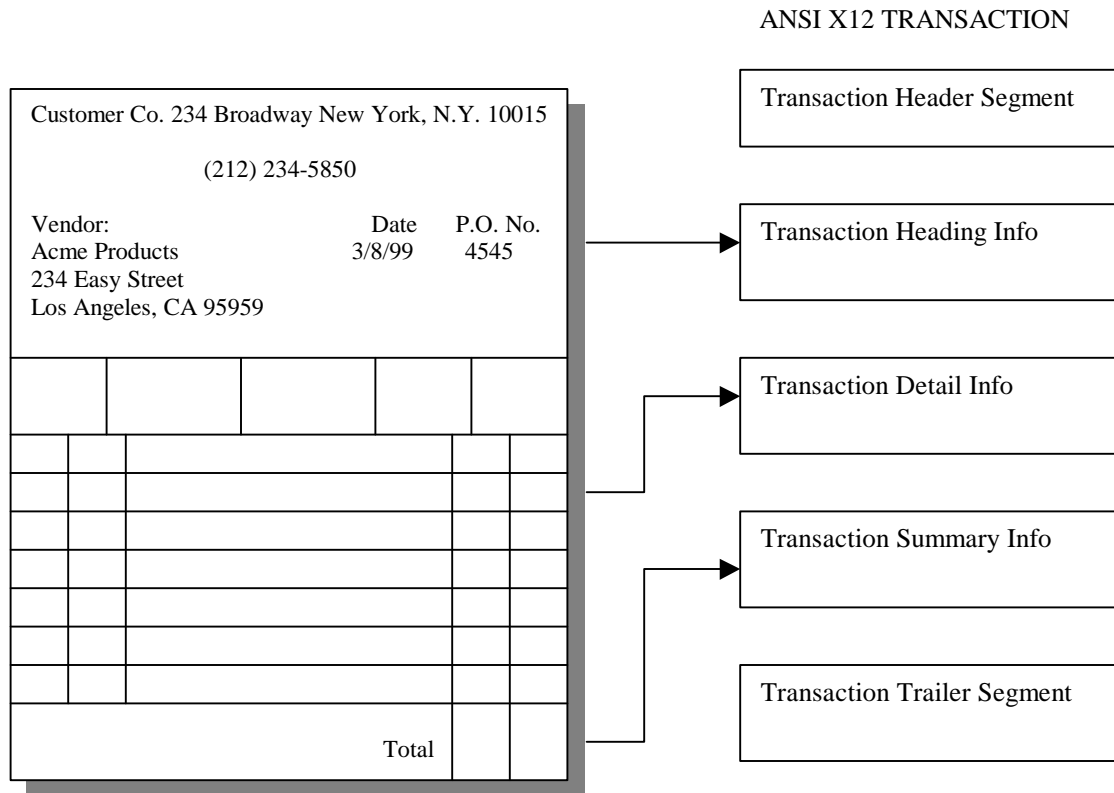 ANSI X12 TRANSACTION
Customer Co. 234 Broadway New York, N.Y. 10015
(212) 234-5850
Vendor: Date P.O. No.
Acme Products 3/8/99 4545
234 Easy Street
Los Angeles, CA 95959
Total
Transaction Header Segment
Transaction Heading Info
Transaction Detail Info
Transaction Summary Info
Transaction Trailer Segment